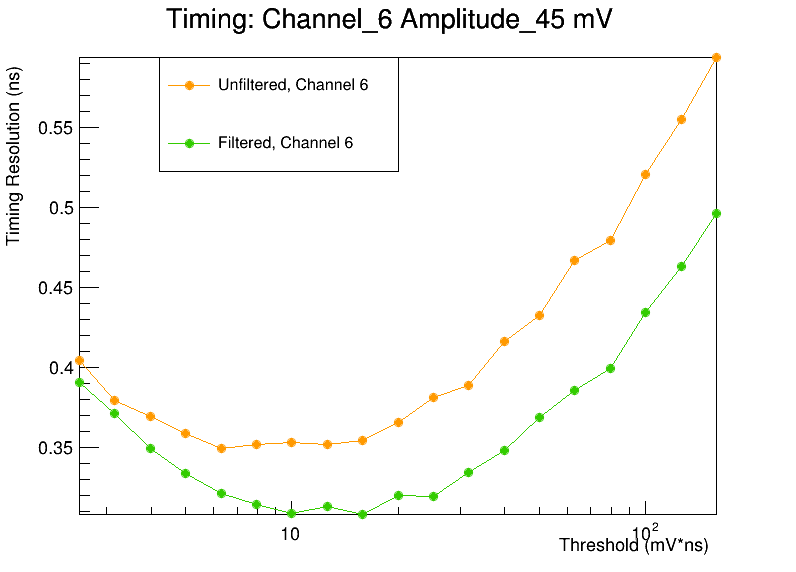 Timing: Channel_6 Amplitude_45 mV
Timing Resolution (ns)
Unfiltered, Channel 6
Filtered, Channel 6
0.55
0.5
0.45
0.4
0.35
10
10²
Threshold (mV*ns)